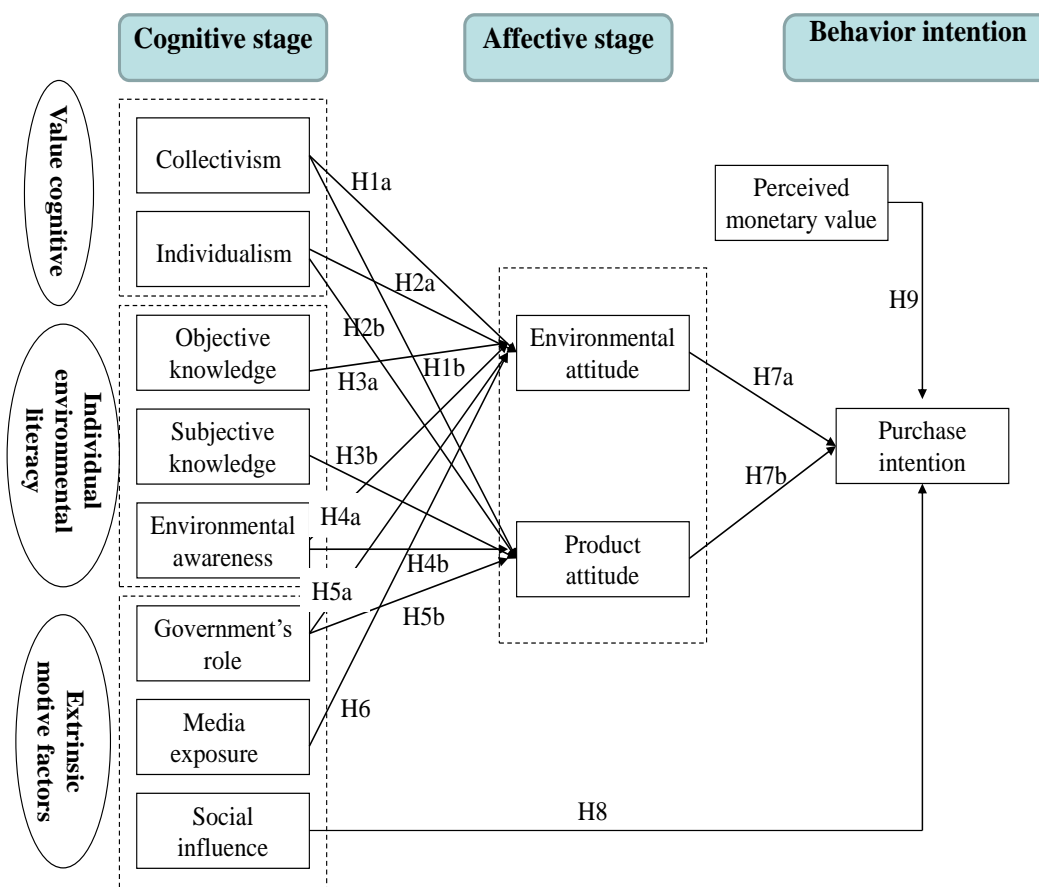 Cognitive stage
Affective stage
Behavior intention
Value cognitive
Collectivism
Individualism
H1a
H2a
H2b
H1b
Perceived
monetary value
H9
Individual
environmental
literacy
Objective
knowledge
H3a
Subjective
knowledge
H3b
Environmental
awareness
H4a
H4b
Environmental
attitude
H7a
Product
attitude
H7b
Purchase
intention
Extrinsic
motive factors
Government's
role
H5a
H5b
Media
exposure
H6
Social
influence
H8